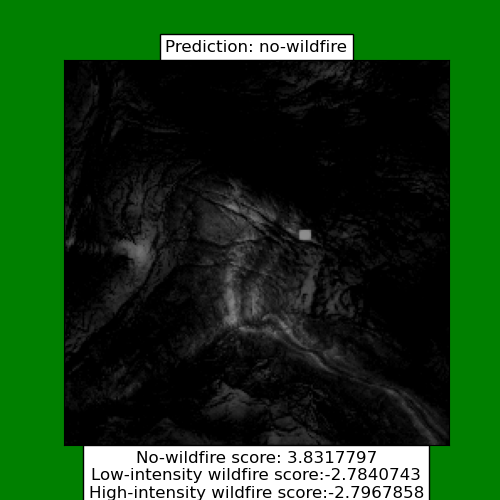 Prediction: no-wildfire
No-wildfire score: 3.8317797
Low-intensity wildfire score:-2.7840743
High-intensity wildfire score:-2.7967858